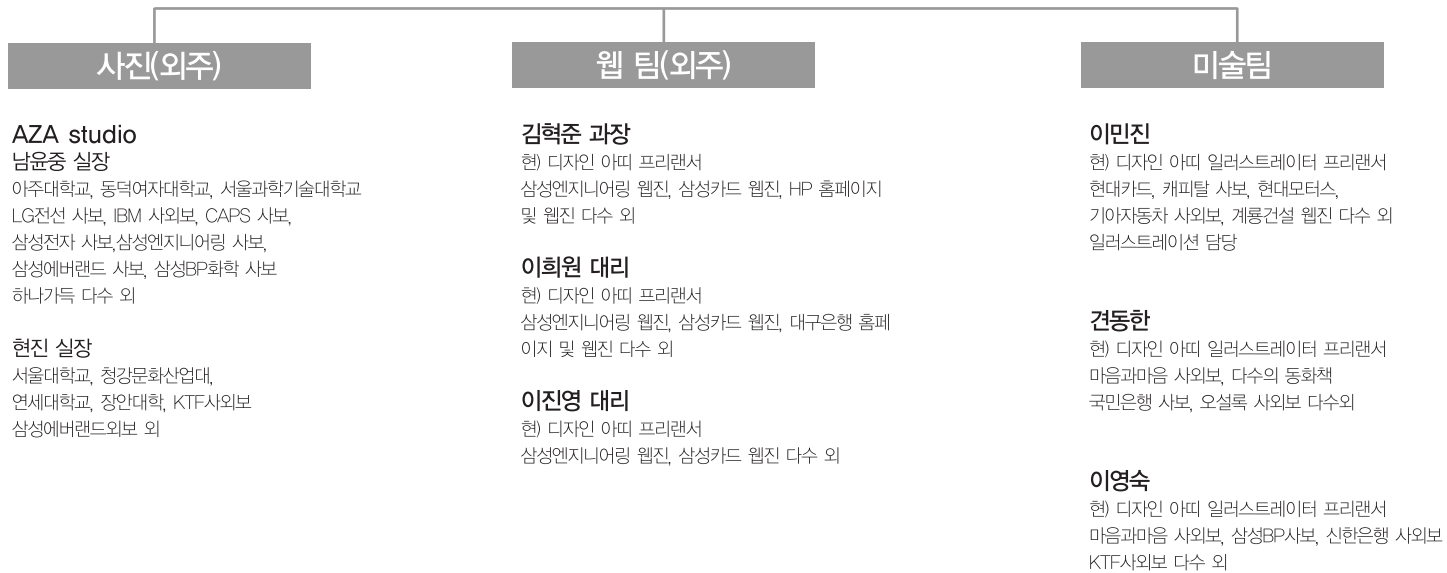 사진(외주)
AZA studio
남윤중 실장
아주대학교, 동덕여자대학교, 서울과학기술대학교
LG전선 사보, IBM 사외보, CAPS 사보,
삼성전자 사보,삼성엔지니어링 사보,
삼성에버랜드 사보, 삼성BP화학 사보
하나가득 다수 외
현진 실장
서울대학교, 청강문화산업대,
연세대학교, 장안대학, KTF사외보
삼성에버랜드외보 외
웹 팀(외주)
김혁준 과장
현) 디자인 아띠 프리랜서
삼성엔지니어링 웹진, 삼성카드 웹진, HP 홈페이지
및 웹진 다수 외
이희원 대리
현) 디자인 아띠 프리랜서
삼성엔지니어링 웹진, 삼성카드 웹진, 대구은행 홈페
이지 및 웹진 다수 외
이진영 대리
현) 디자인 아띠 프리랜서
삼성엔지니어링 웹진, 삼성카드 웹진 다수 외
미술팀
이민진
현) 디자인 아띠 일러스트레이터 프리랜서
현대카드, 캐피탈 사보, 현대모터스,
기아자동차 사외보, 계룡건설 웹진 다수 외
일러스트레이션 담당
견동한
현) 디자인 아띠 일러스트레이터 프리랜서
마음과마음 사외보, 다수의 동화책
국민은행 사보, 오설록 사외보 다수외
이영숙
현) 디자인 아띠 일러스트레이터 프리랜서
마음과마음 사외보, 삼성BP사보, 신한은행 사외보
KTF사외보 다수 외